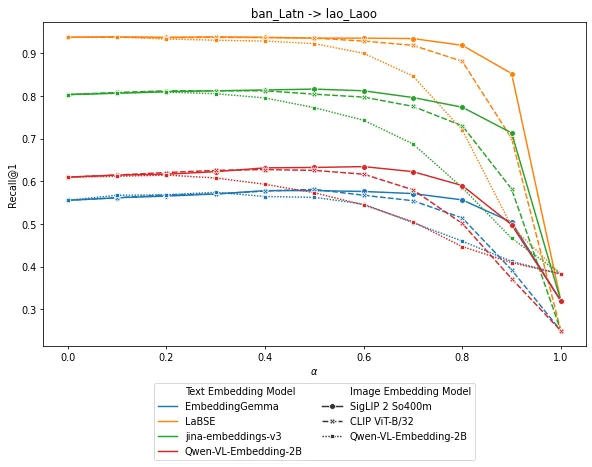 ban_Latn -> lao_Laoo
Recall@1
0.9
0.8
0.7
0.6
0.5
0.4
0.3
0.0 0.2 0.4 0.6 0.8 1.0
α
Text Embedding Model Image Embedding Model
EmbeddingGemma SigLIP 2 So400m
LaBSE CLIP ViT-B/32
jina-embeddings-v3 Qwen-VL-Embedding-2B
Qwen-VL-Embedding-2B